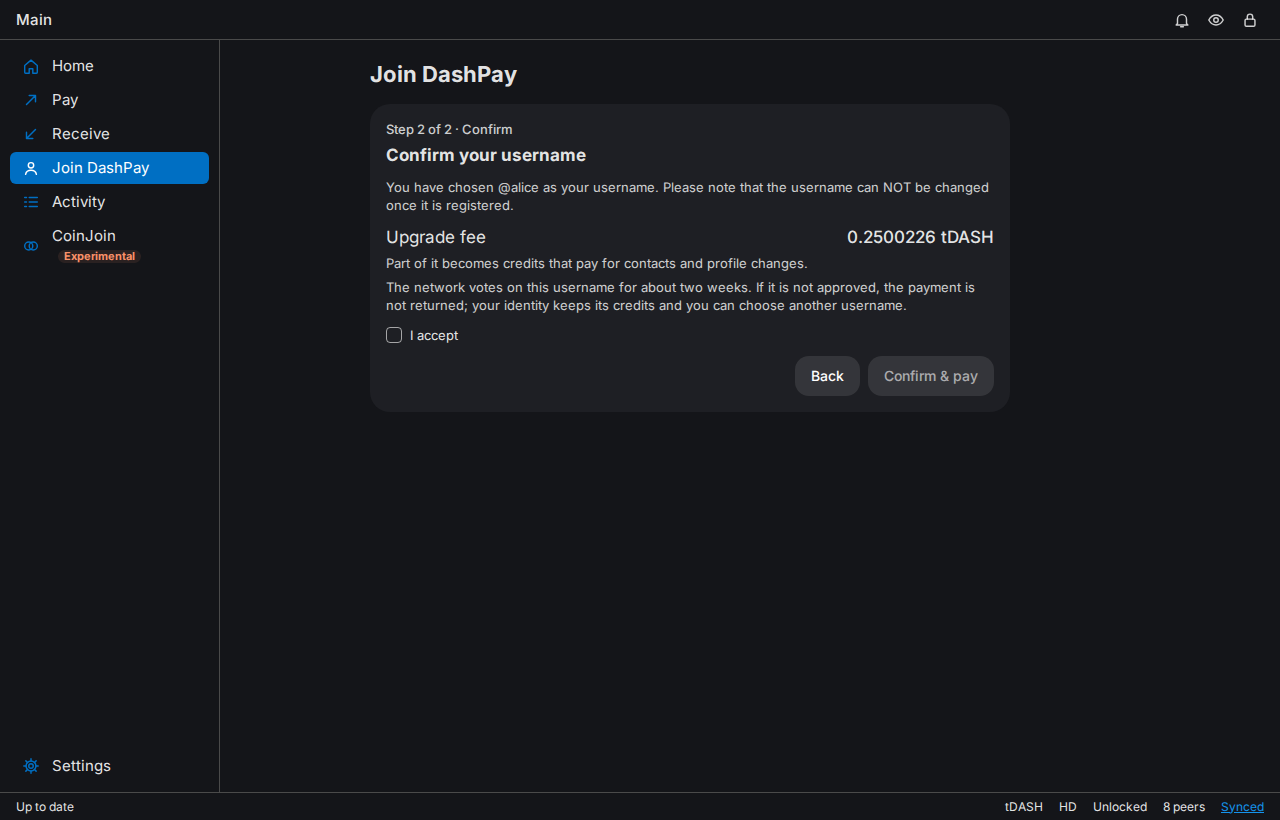 Main
Home
Pay
Receive
Join DashPay
Activity
CoinJoin
Experimental
Settings
Join DashPay
Step 2 of 2 · Confirm
Confirm your username
You have chosen @alice as your username. Please note that the username can NOT be changed
once it is registered.
Upgrade fee 0.2500226 tDASH
Part of it becomes credits that pay for contacts and profile changes.
The network votes on this username for about two weeks. If it is not approved, the payment is
not returned; your identity keeps its credits and you can choose another username.
I accept
Back Confirm & pay
Up to date tDASH HD Unlocked 8 peers Synced